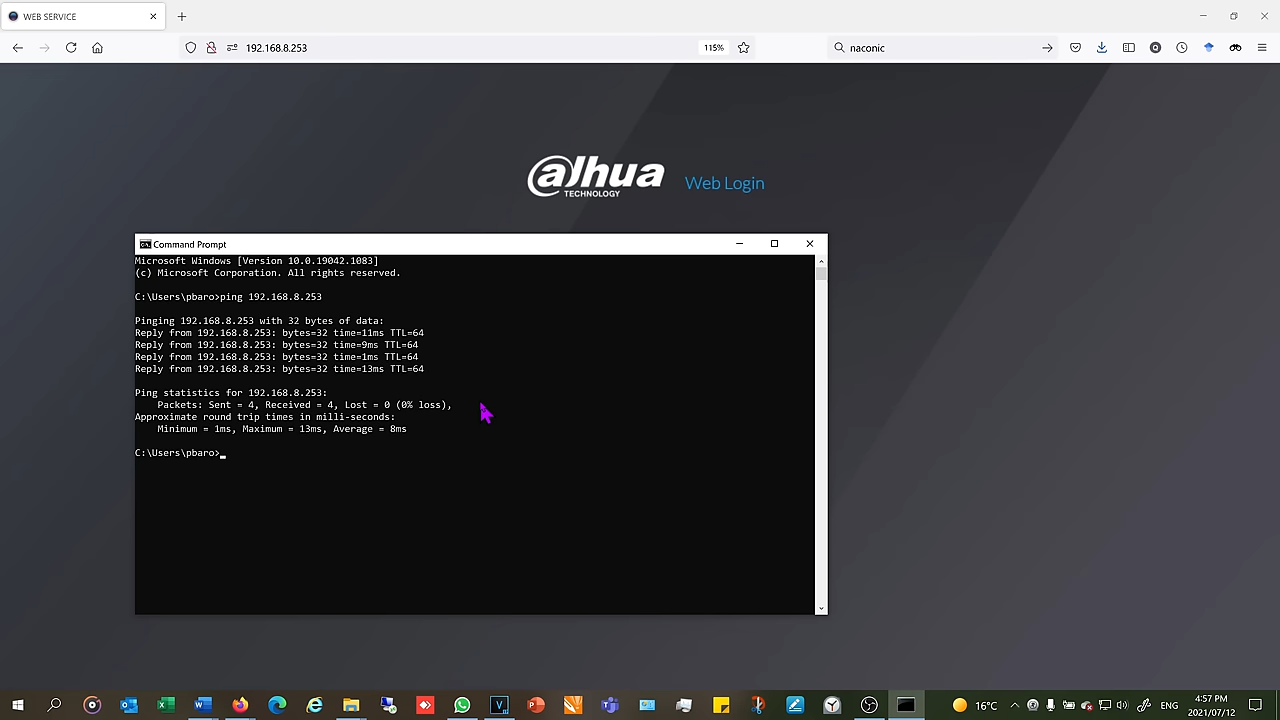 WEB SERVICE
192.168.8.253
115%
naconic
alhua
TECHNOLOGY
Web Login
Command Prompt
Microsoft Windows [Version 10.0.19042.1083]
(c) Microsoft Corporation. All rights reserved.
C:\Users\pbaro>ping 192.168.8.253
Pinging 192.168.8.253 with 32 bytes of data:
Reply from 192.168.8.253: bytes=32 time=11ms TTL=64
Reply from 192.168.8.253: bytes=32 time=9ms TTL=64
Reply from 192.168.8.253: bytes=32 time=1ms TTL=64
Reply from 192.168.8.253: bytes=32 time=13ms TTL=64
Ping statistics for 192.168.8.253:
Packets: Sent = 4, Received = 4, Lost = 0 (0% loss),
Approximate round trip times in milli-seconds:
Minimum = 1ms, Maximum = 13ms, Average = 8ms
C:\Users\pbaro>
16°C
ENG
4:57 PM
2021/07/12